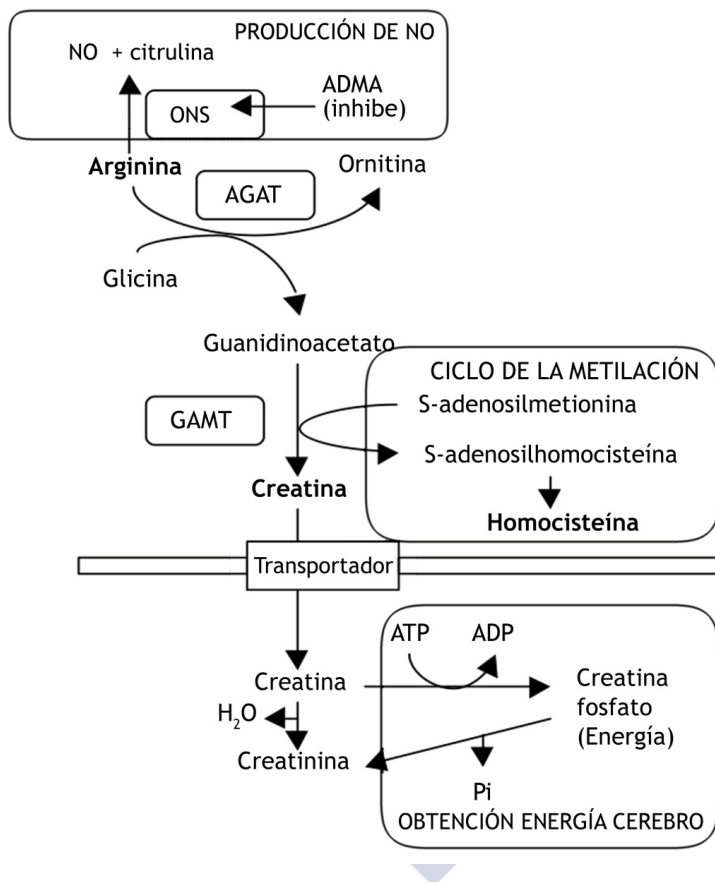 PRODUCCIÓN DE NO
NO + citrulina
ADMA
(inhibe)
ONS
Arginina
Ornitina
AGAT
Glicina
Guanidinoacetato
CICLO DE LA METILACIÓN
S-adenosilmetionina
GAMT
S-adenosilhomocisteína
Creatina
Homocisteína
Transportador
ATP ADP
Creatina
Creatina
fosfato
(Energía)
H₂O
Creatinina
Pi
OBTENCIÓN ENERGÍA CEREBRO